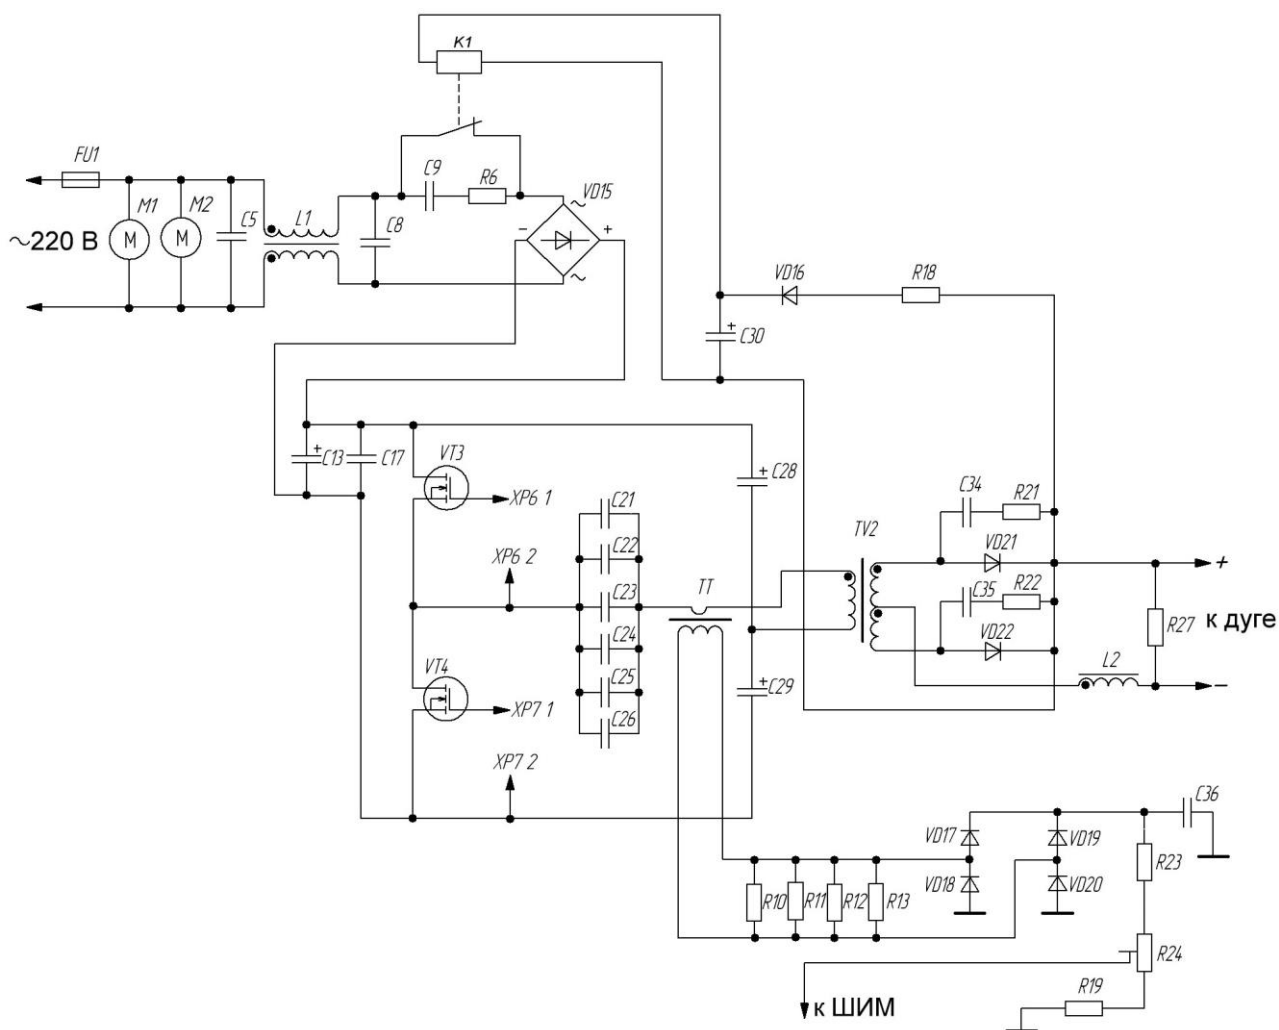 K1
FU1
C9
R6
VD15
~
M1
M2
C5
L1
C8
~220 В
М
М
−
+
~
VD16
R18
+
C30
+
C13
C17
VT3
+
C28
XP6 1
C21
C34
R21
XP6 2
C22
TV2
VD21
+
C23
TT
C35
R22
R27
к дуге
C24
VD22
VT4
C25
+
C29
L2
−
XP7 1
C26
XP7 2
C36
VD17
VD19
R23
VD18
VD20
R10
R11
R12
R13
R24
R19
к ШИМ